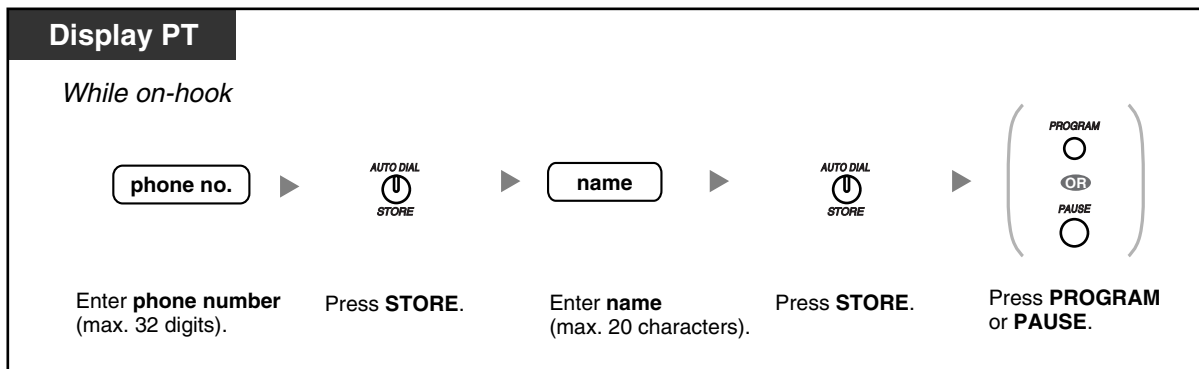 Display PT
While on-hook
phone no.
AUTO DIAL
STORE
name
AUTO DIAL
STORE
PROGRAM
OR
PAUSE
Enter phone number
(max. 32 digits).
Press STORE.
Enter name
(max. 20 characters).
Press STORE.
Press PROGRAM
or PAUSE.